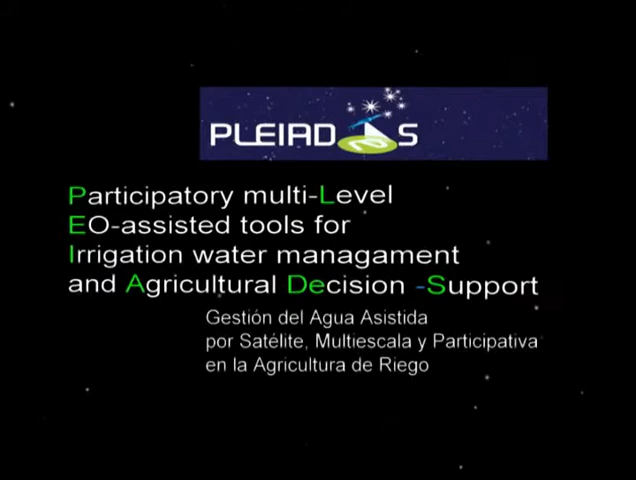 PLEIADeS
Participatory multi-Level
EO-assisted tools for
Irrigation water managament
and Agricultural Decision -Support
Gestión del Agua Asistida
por Satélite, Multiescala y Participativa
en la Agricultura de Riego